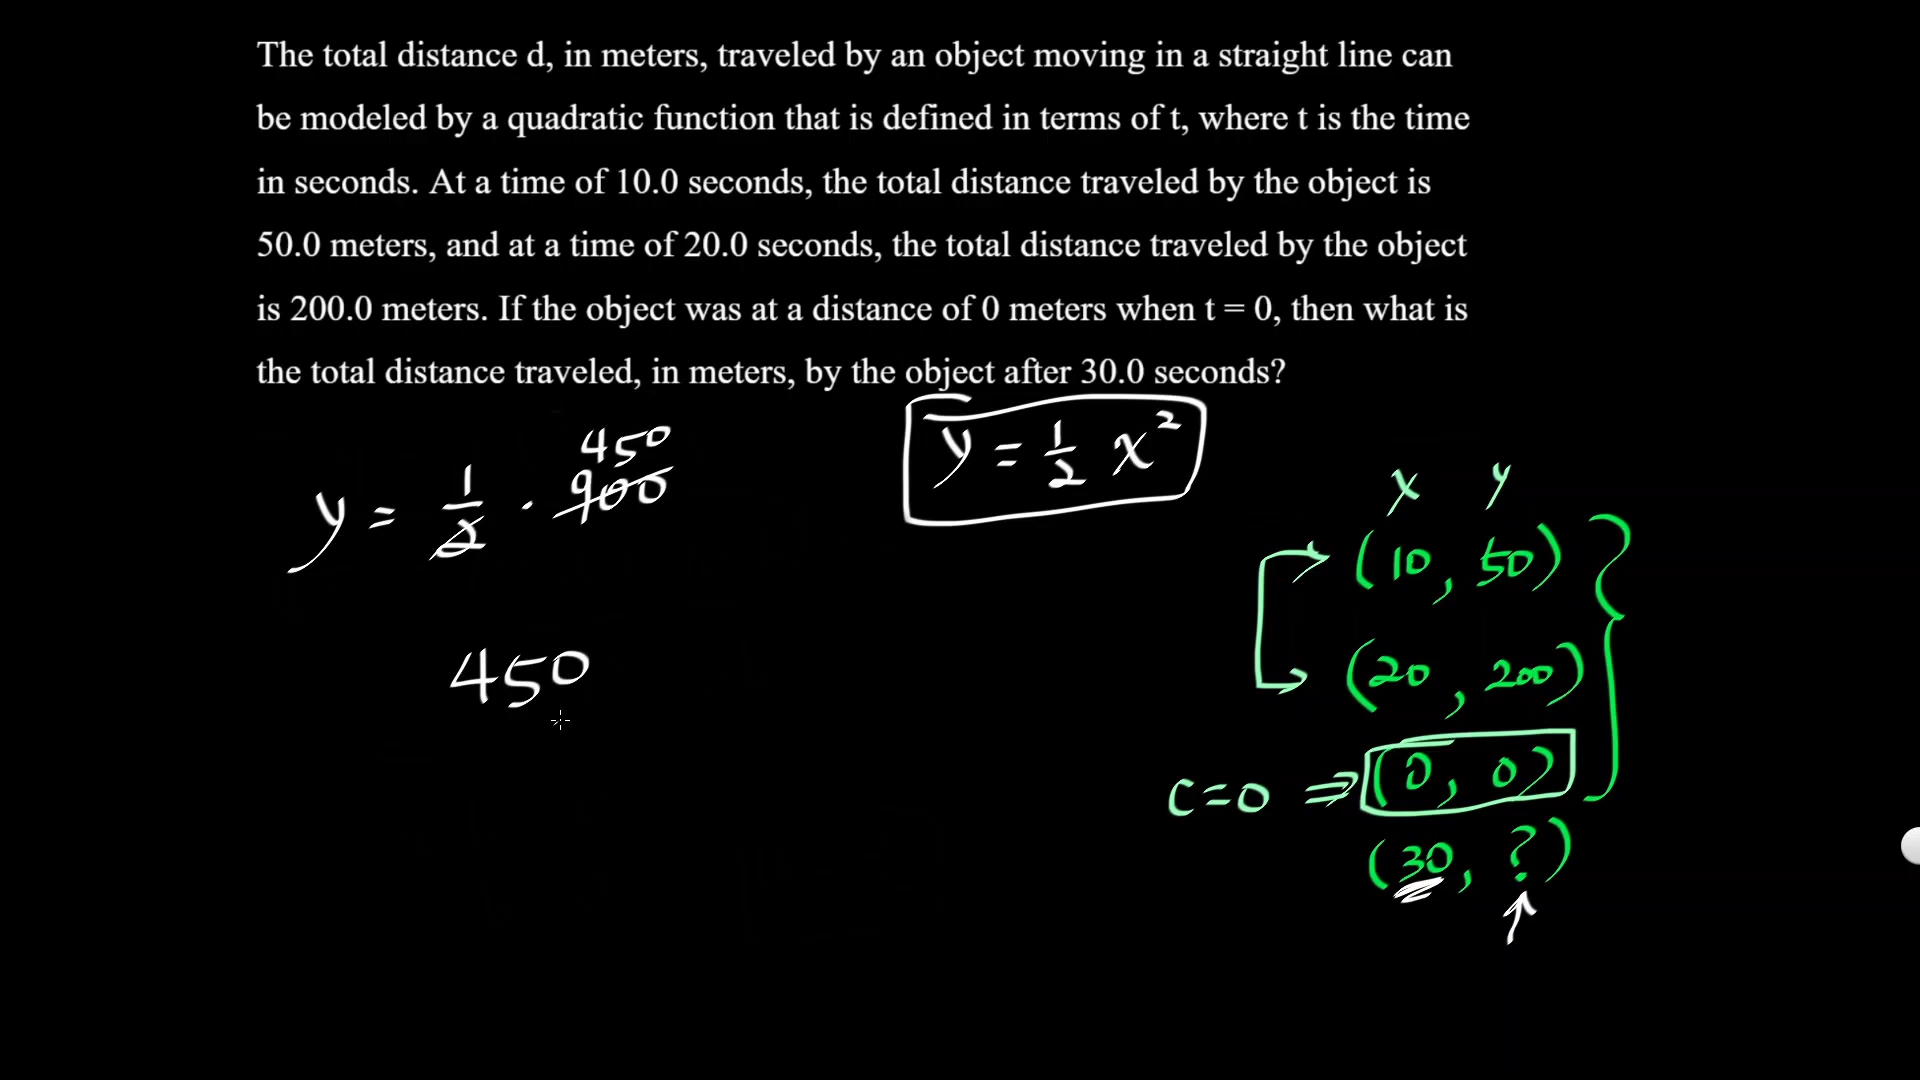 The total distance d, in meters, traveled by an object moving in a straight line can
be modeled by a quadratic function that is defined in terms of t, where t is the time
in seconds. At a time of 10.0 seconds, the total distance traveled by the object is
50.0 meters, and at a time of 20.0 seconds, the total distance traveled by the object
is 200.0 meters. If the object was at a distance of 0 meters when t = 0, then what is
the total distance traveled, in meters, by the object after 30.0 seconds?
450
y = 1/2 · 900
450
y = 1/2 x²
x y
(10, 50)
(20, 200)
c=0 ⇒ (0, 0)
(30, ?)